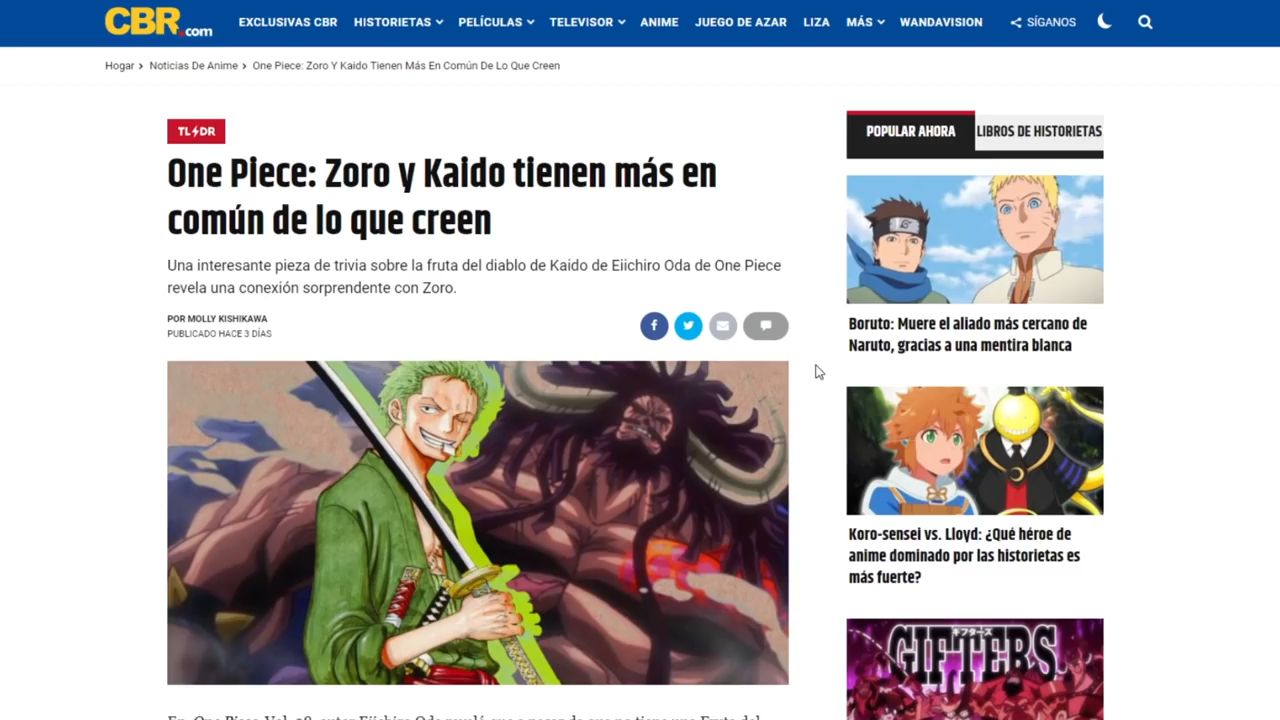 CBR.com
EXCLUSIVAS CBR HISTORIETAS PELÍCULAS TELEVISOR ANIME JUEGO DE AZAR LIZA MÁS WANDAVISION SÍGANOS
Hogar > Noticias De Anime > One Piece: Zoro Y Kaido Tienen Más En Común De Lo Que Creen
TL DR
One Piece: Zoro y Kaido tienen más en
común de lo que creen
Una interesante pieza de trivia sobre la fruta del diablo de Kaido de Eiichiro Oda de One Piece
revela una conexión sorprendente con Zoro.
POR MOLLY KISHIKAWA
PUBLICADO HACE 3 DÍAS
POPULAR AHORA LIBROS DE HISTORIETAS
Boruto: Muere el aliado más cercano de
Naruto, gracias a una mentira blanca
Koro-sensei vs. Lloyd: ¿Qué héroe de
anime dominado por las historietas es
más fuerte?
ギフターズ
GIFTERS